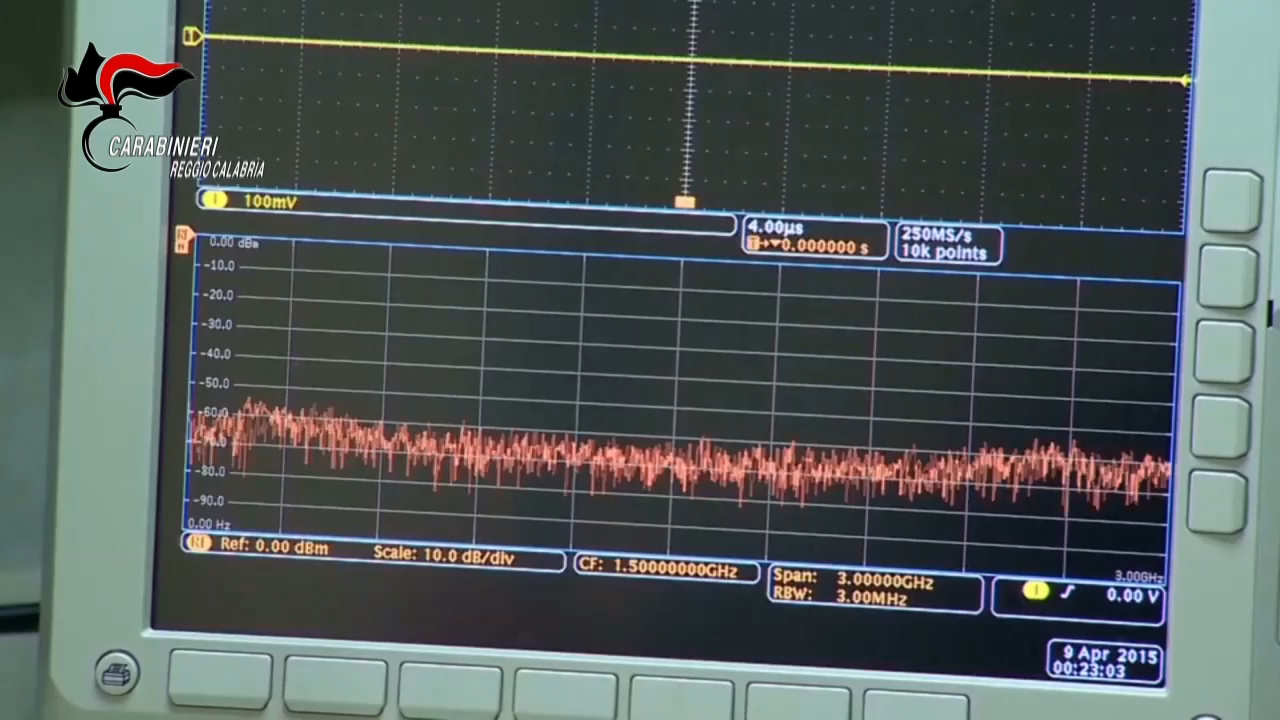 CARABINIERI
REGGIO CALABRIA
100mV
4.00µs
0.000000 s
250MS/s
10k points
0.00 dBm
-10.0
-20.0
-30.0
-40.0
-50.0
-60.0
-70.0
-80.0
-90.0
0.00 Hz
3.00GHz
Ref: 0.00 dBm
Scale: 10.0 dB/div
CF: 1.50000000GHz
Span: 3.00000GHz
RBW: 3.00MHz
0.00 V
9 Apr 2015
00:23:03